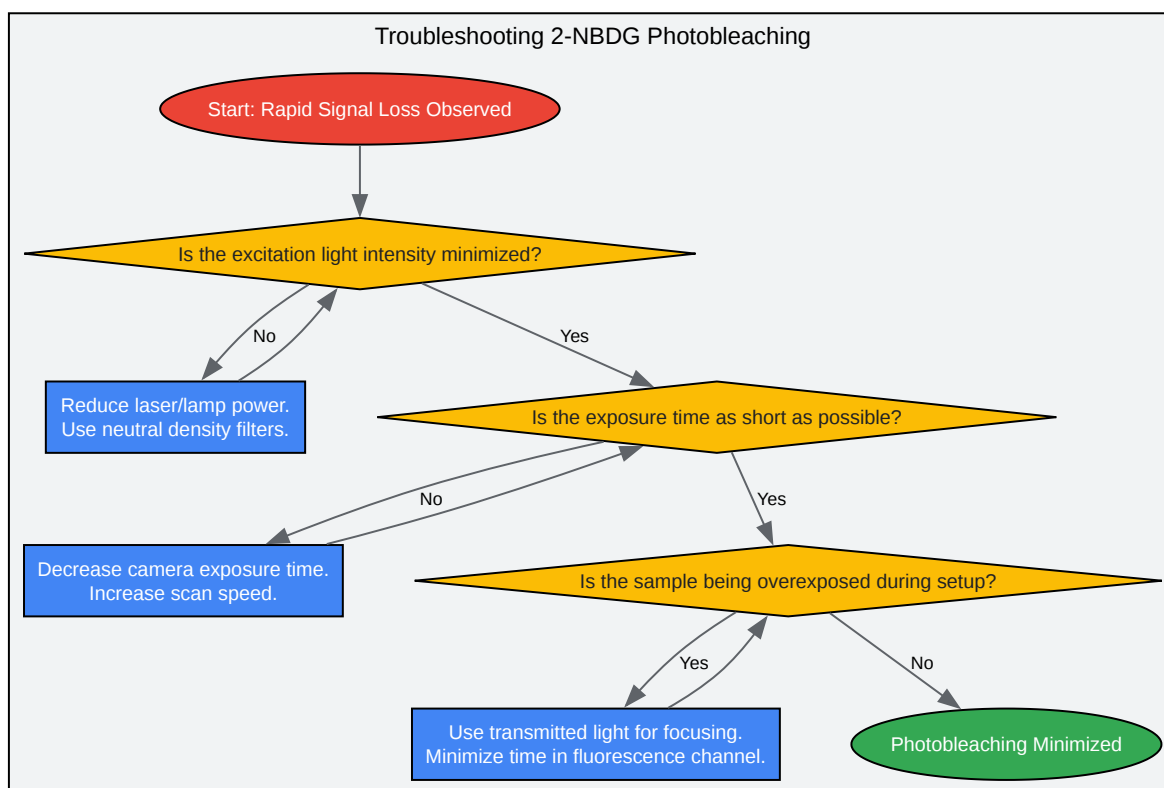 Troubleshooting 2-NBDG Photobleaching
Start: Rapid Signal Loss Observed
Is the excitation light intensity minimized?
No
Yes
Reduce laser/lamp power.
Use neutral density filters.
Is the exposure time as short as possible?
No
Yes
Decrease camera exposure time.
Increase scan speed.
Is the sample being overexposed during setup?
Yes
No
Use transmitted light for focusing.
Minimize time in fluorescence channel.
Photobleaching Minimized